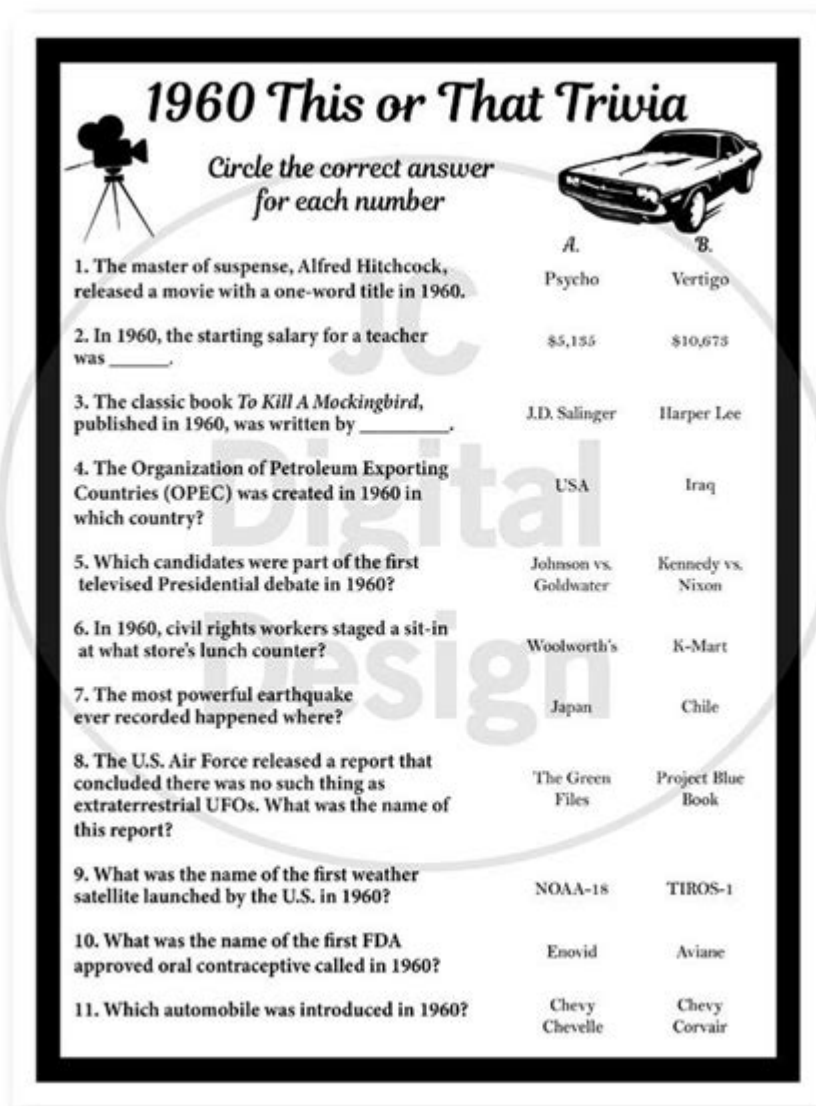 1960 This or That Trivia
Circle the correct answer
for each number
A. B.
1. The master of suspense, Alfred Hitchcock,
released a movie with a one-word title in 1960.
Psycho Vertigo
2. In 1960, the starting salary for a teacher
was ______.
$5,135 $10,673
3. The classic book To Kill A Mockingbird,
published in 1960, was written by _________.
J.D. Salinger Harper Lee
4. The Organization of Petroleum Exporting
Countries (OPEC) was created in 1960 in
which country?
USA Iraq
5. Which candidates were part of the first
televised Presidential debate in 1960?
Johnson vs. Kennedy vs.
Goldwater Nixon
6. In 1960, civil rights workers staged a sit-in
at what store's lunch counter?
Woolworth's K-Mart
7. The most powerful earthquake
ever recorded happened where?
Japan Chile
8. The U.S. Air Force released a report that
concluded there was no such thing as
extraterrestrial UFOs. What was the name of
this report?
The Green Project Blue
Files Book
9. What was the name of the first weather
satellite launched by the U.S. in 1960?
NOAA-18 TIROS-1
10. What was the name of the first FDA
approved oral contraceptive called in 1960?
Enovid Aviane
11. Which automobile was introduced in 1960?
Chevy Chevy
Chevelle Corvair
JC
Digital
Design